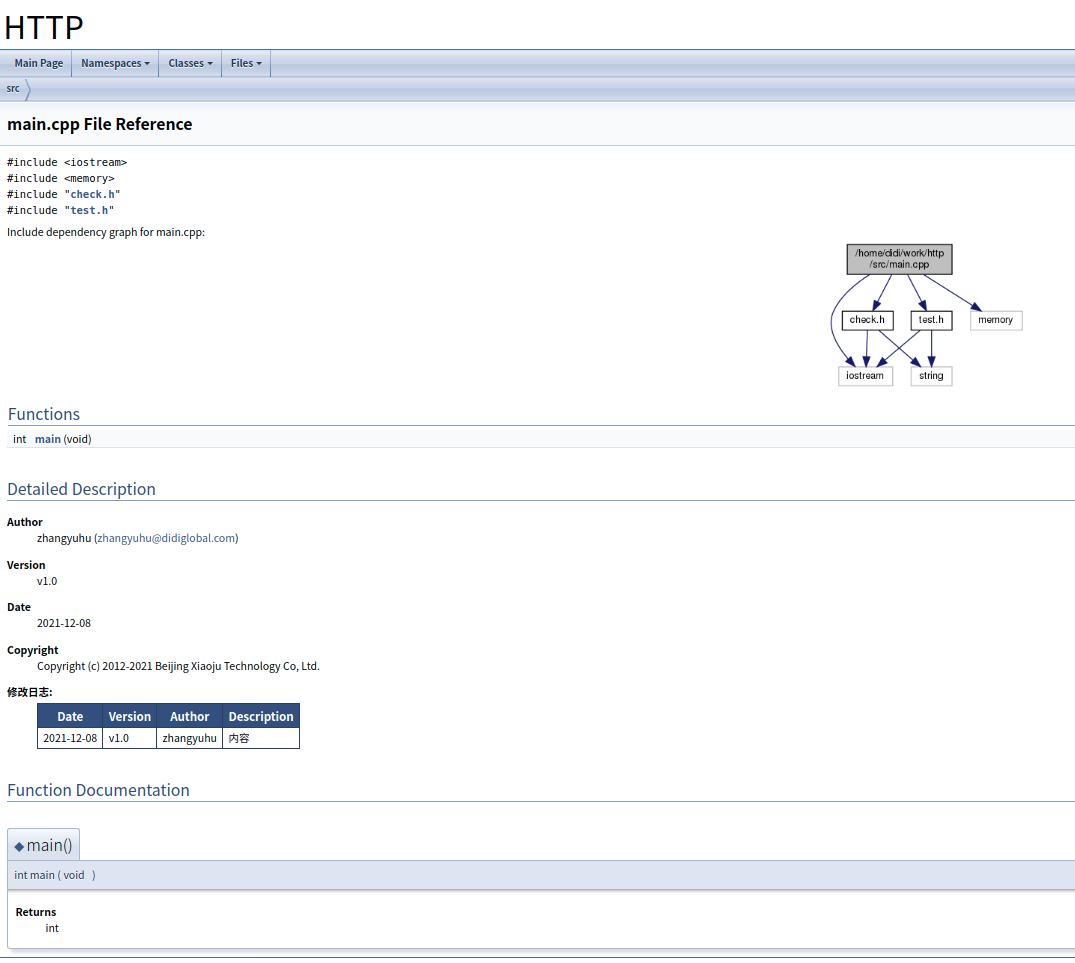 HTTP
Main Page Namespaces Classes Files
src
main.cpp File Reference
#include <iostream>
#include <memory>
#include "check.h"
#include "test.h"
Include dependency graph for main.cpp:
/home/didi/work/http
/src/main.cpp
check.h test.h memory
iostream string
Functions
int main (void)
Detailed Description
Author
zhangyuhu (zhangyuhu@didiglobal.com)
Version
v1.0
Date
2021-12-08
Copyright
Copyright (c) 2012-2021 Beijing Xiaoju Technology Co, Ltd.
修改日志:
Date Version Author Description
2021-12-08 v1.0 zhangyuhu 内容
Function Documentation
◆ main()
int main ( void )
Returns
int